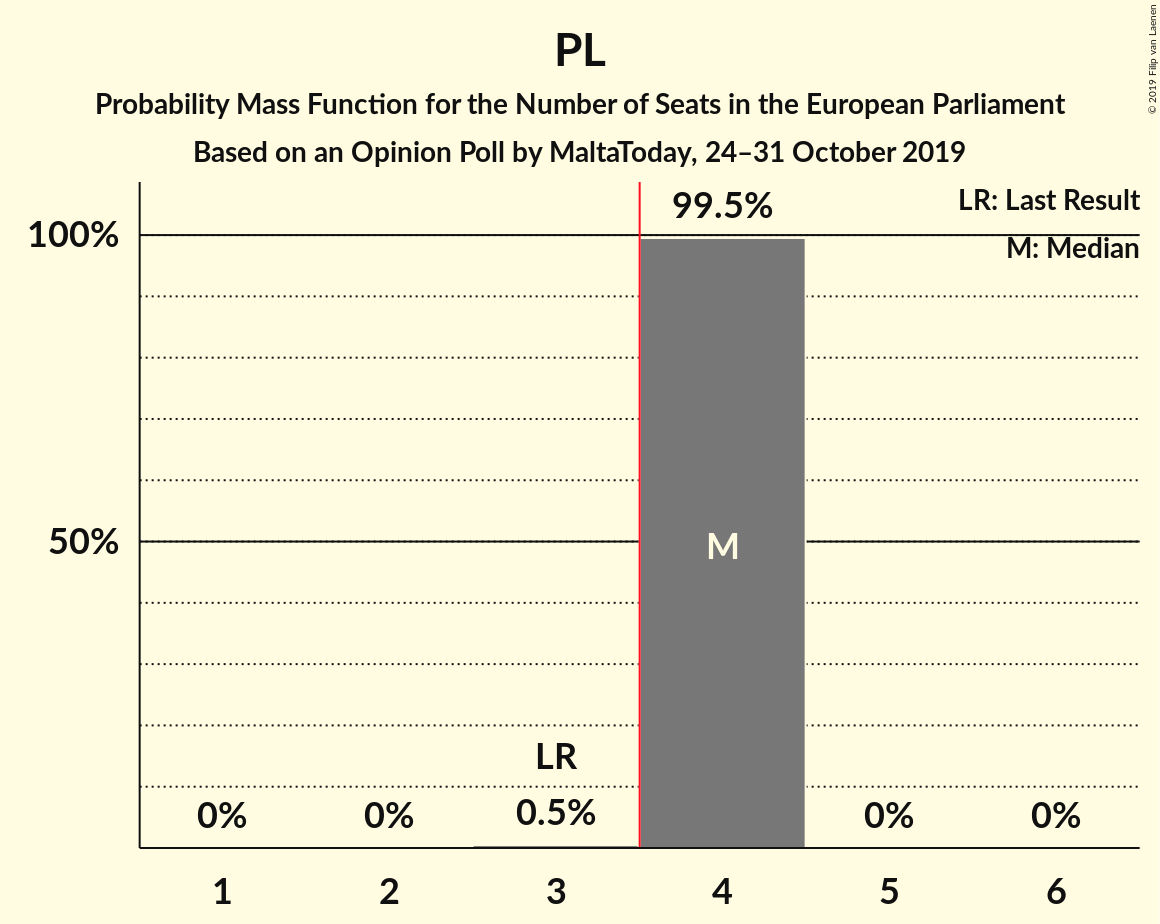 PL
Probability Mass Function for the Number of Seats in the European Parliament
Based on an Opinion Poll by MaltaToday, 24–31 October 2019
© 2019 Filip van Laenen
LR: Last Result
M: Median
99.5%
100%
50%
M
LR
0% 0% 0.5% 0% 0%
1 2 3 4 5 6